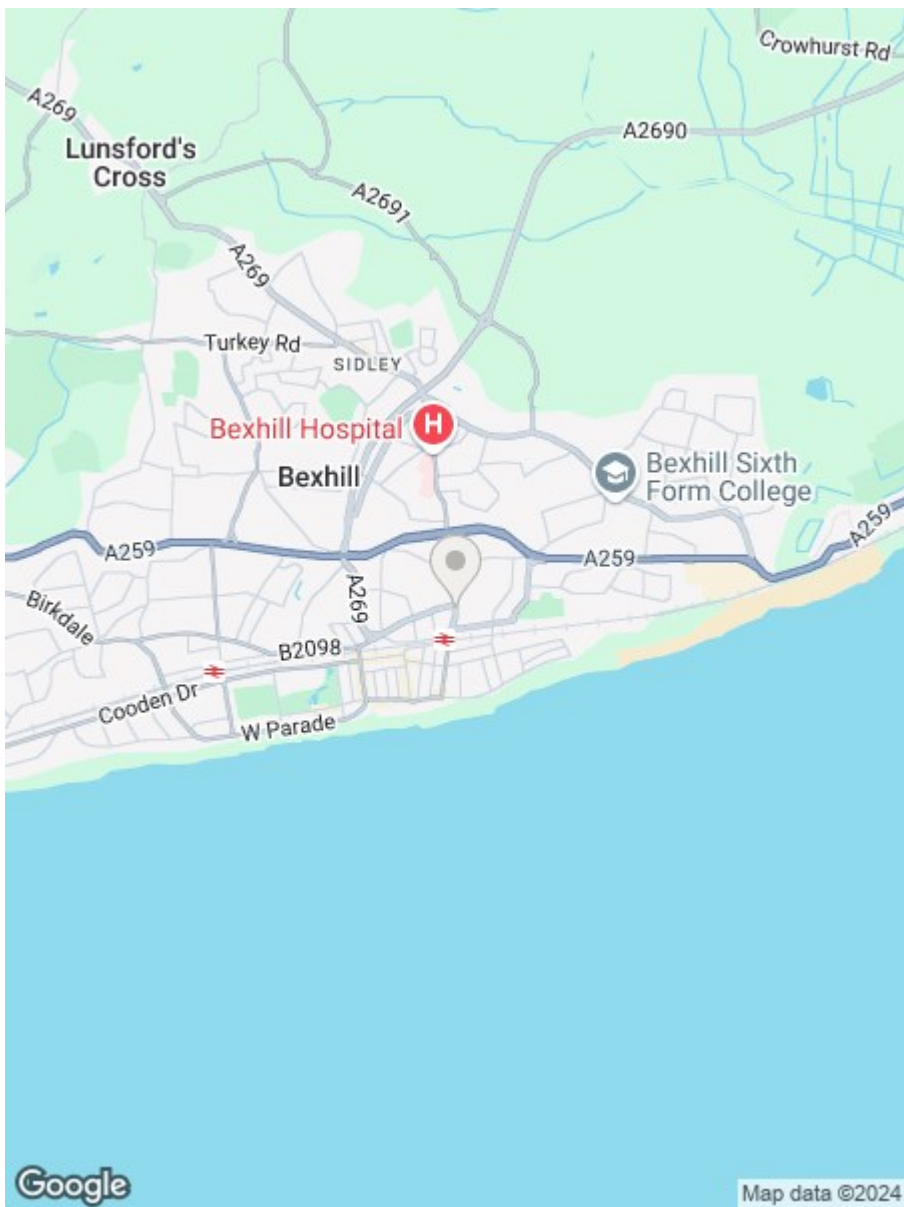 Crowhurst Rd
A269
A2690
Lunsford's
Cross
A2691
A269
Turkey Rd
SIDLEY
Bexhill Hospital
H
Bexhill
Bexhill Sixth
Form College
A259
A259
A259
Birkdale
A269
B2098
Cooden Dr
W Parade
Google
Map data ©2024